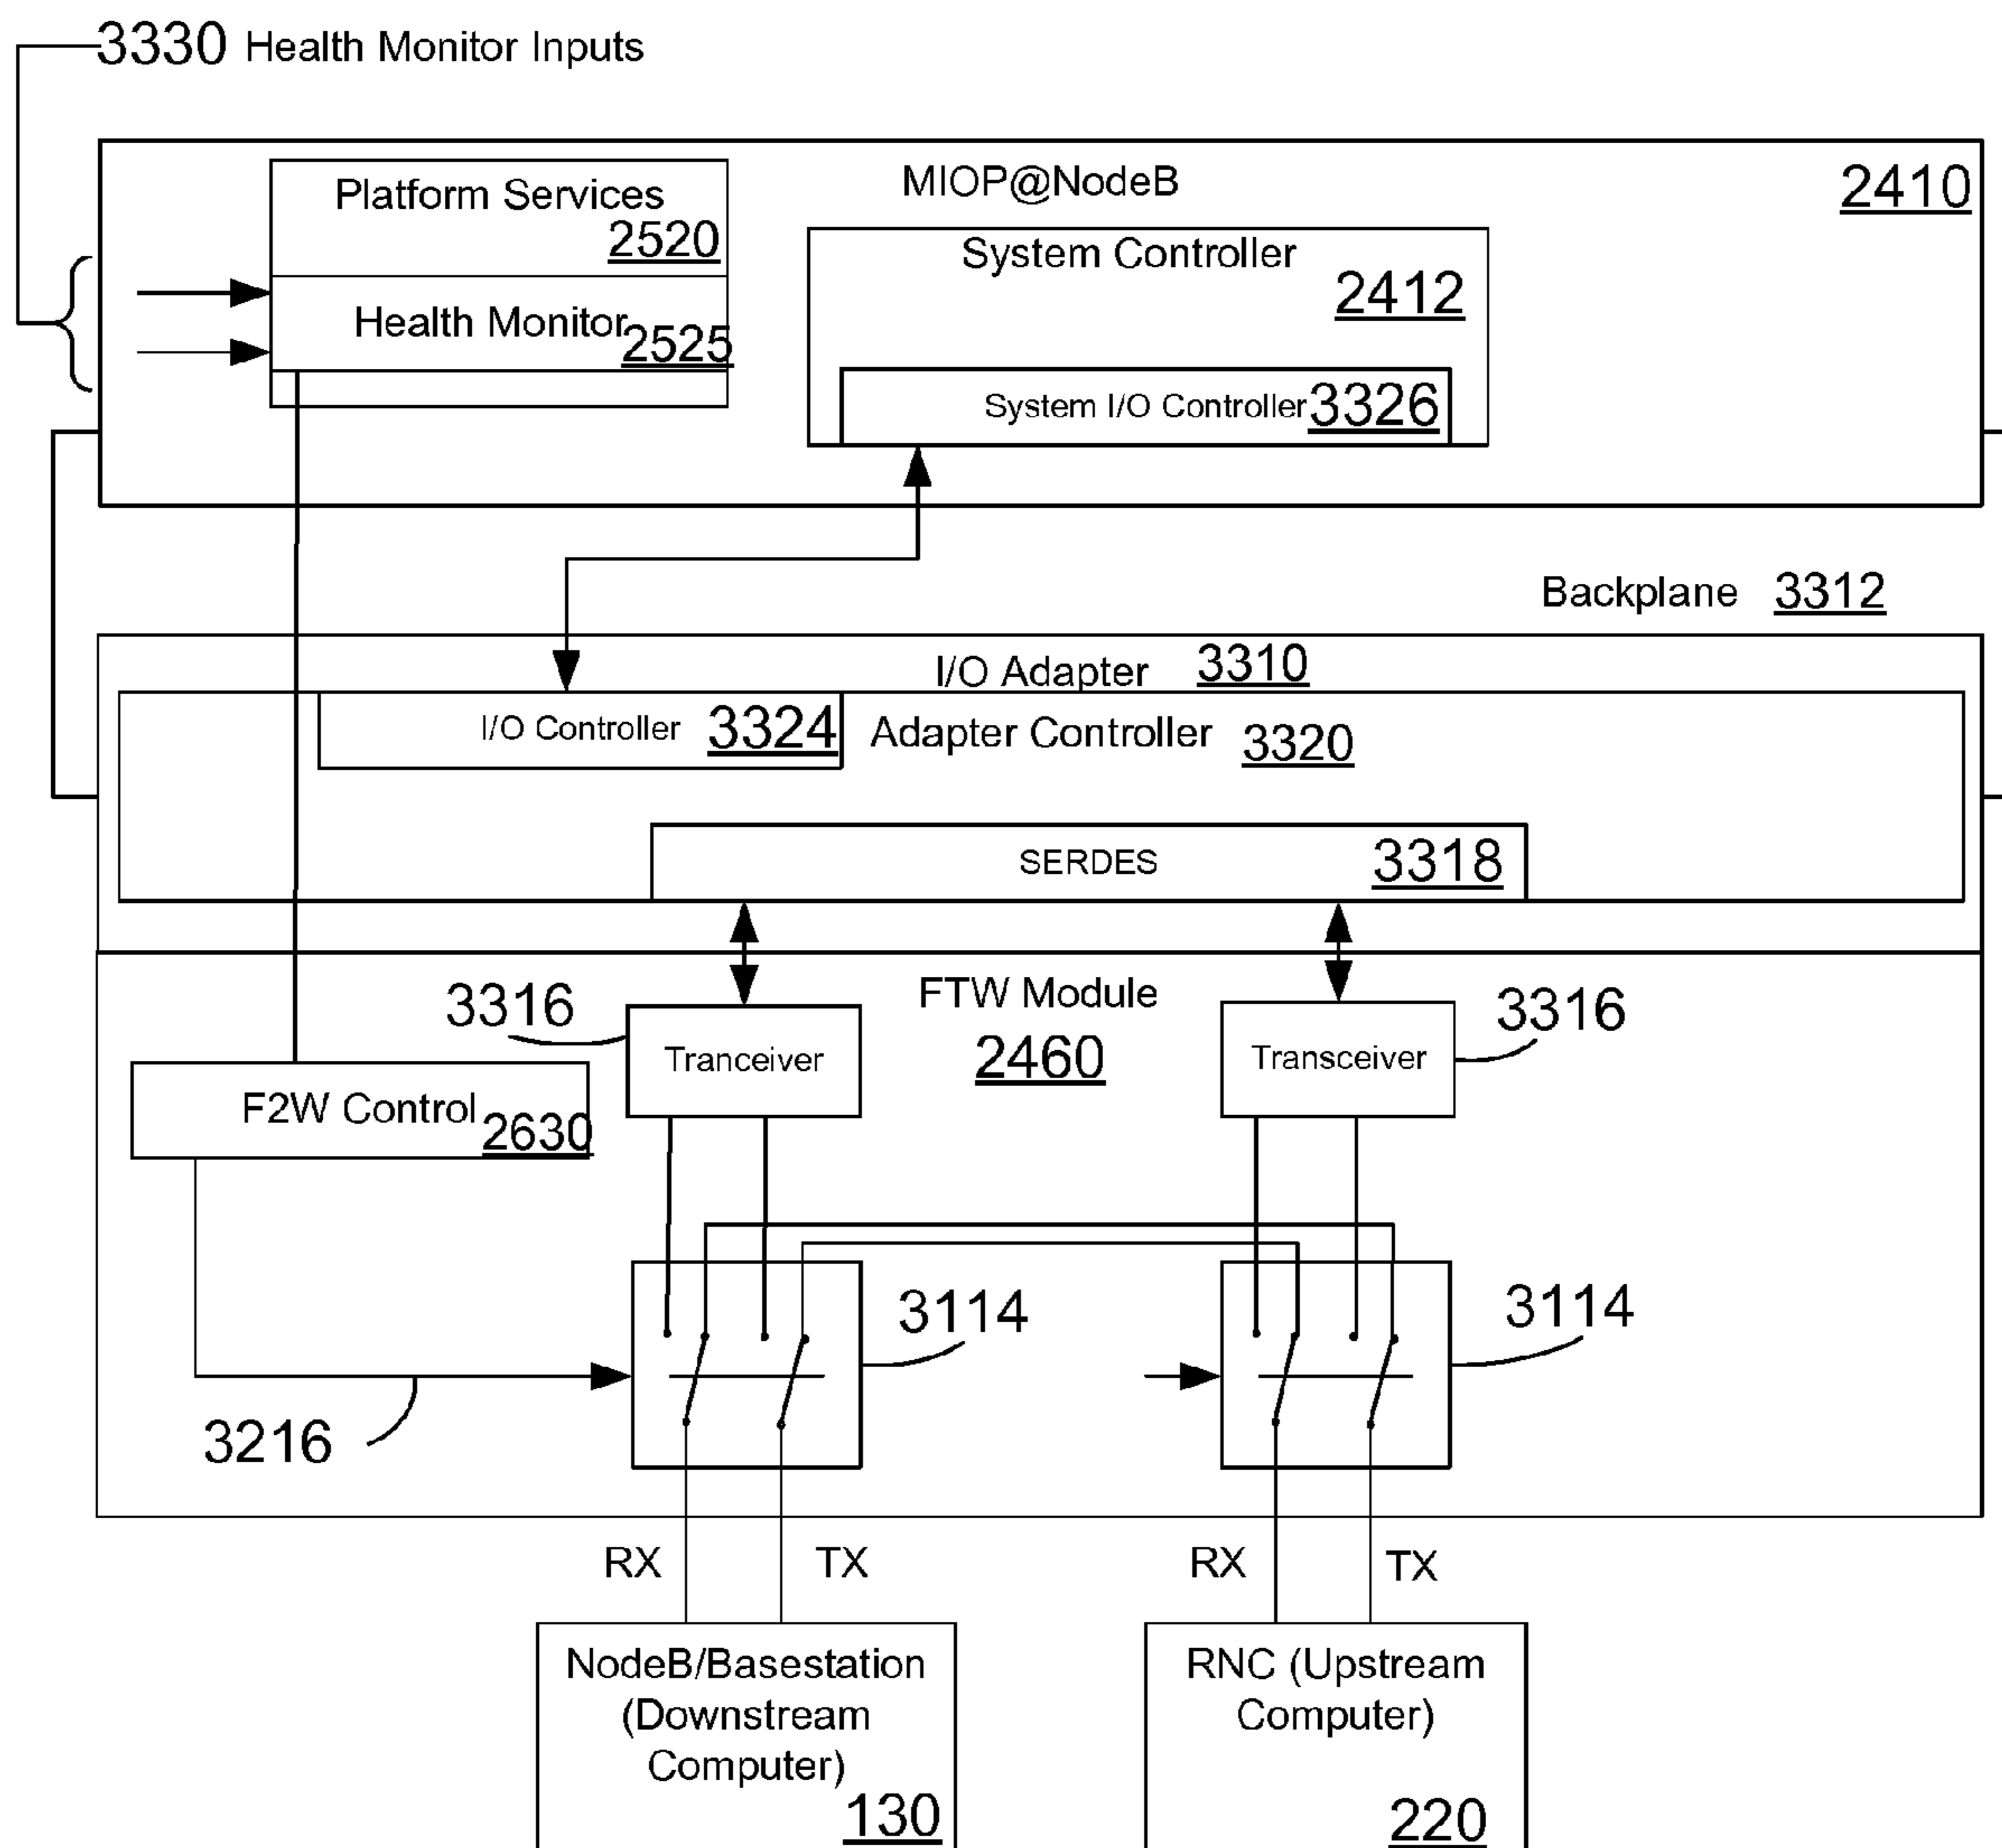 3330 Health Monitor Inputs
Platform Services
2520
MIOP@NodeB
2410
System Controller
2412
Health Monitor
2525
System I/O Controller 3326
Backplane 3312
I/O Adapter 3310
I/O Controller 3324
Adapter Controller 3320
SERDES 3318
3316
Tranceiver
FTW Module
2460
Transceiver
3316
F2W Control
2630
3114
3114
3216
RX TX
RX TX
NodeB/Basestation
(Downstream
Computer)
130
RNC (Upstream
Computer)
220